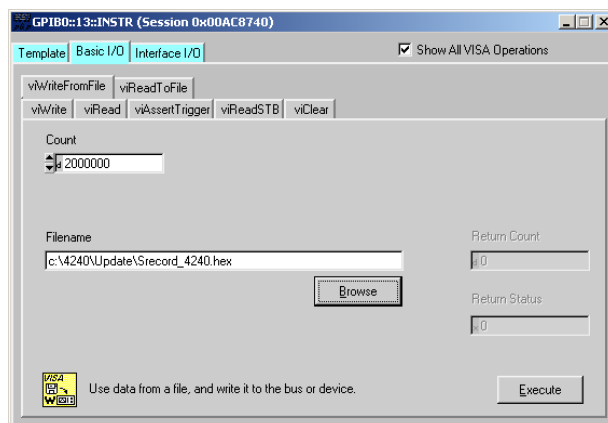 GPIB0::13::INSTR (Session 0x00AC8740)
Template Basic I/O Interface I/O Show All VISA Operations
viWriteFromFile viReadToFile
viWrite viRead viAssertTrigger viReadSTB viClear
Count
d 2000000
Filename
c:\4240\Update\Srecord_4240.hex
Browse
Return Count
d 0
Return Status
x 0
VISA
W
Use data from a file, and write it to the bus or device.
Execute